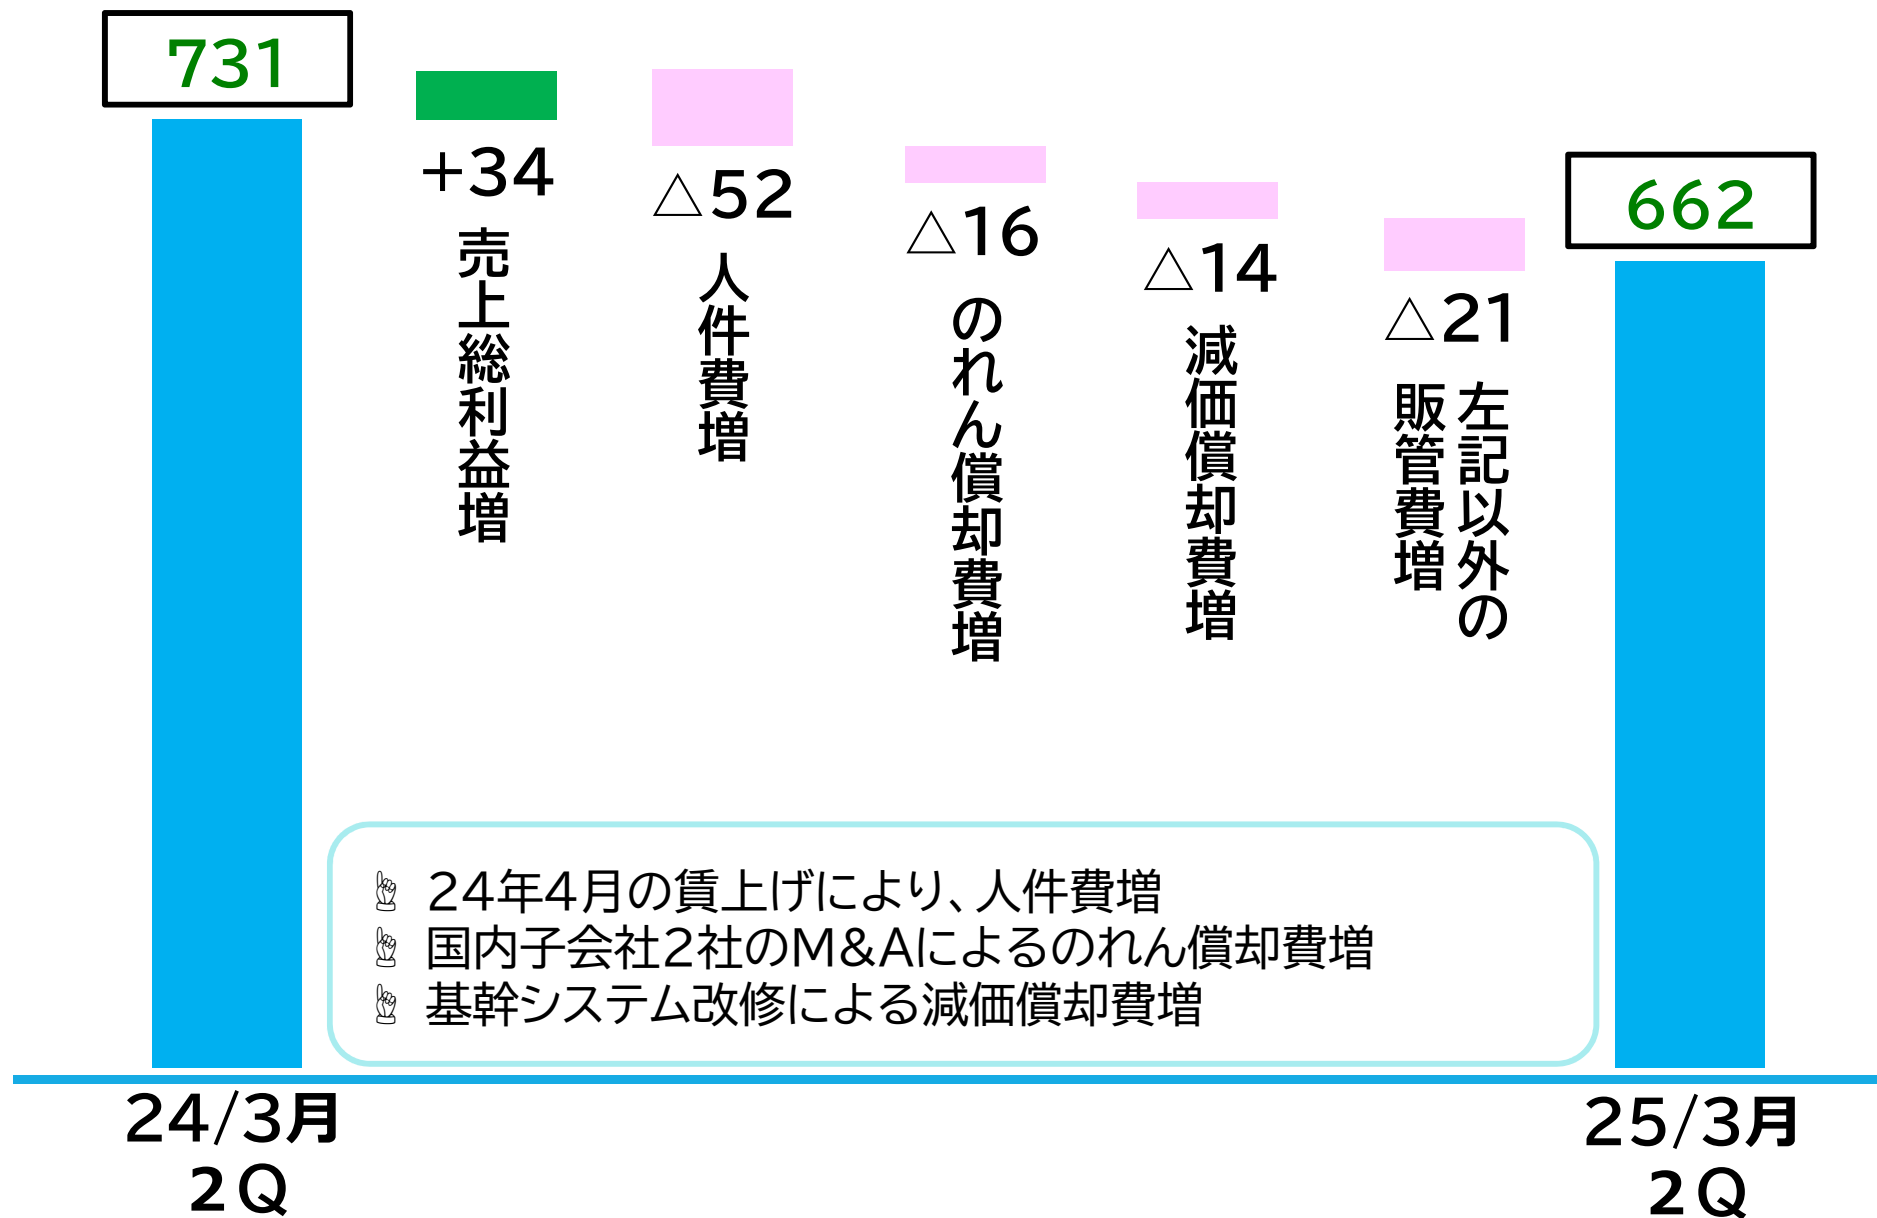 731
+34
売上総利益増
△52
人件費増
△16
のれん償却費増
△14
減価償却費増
△21
左記以外の
販管費増
662
☝ 24年4月の賃上げにより、人件費増
☝ 国内子会社2社のM&Aによるのれん償却費増
☝ 基幹システム改修による減価償却費増
24/3月
2Q
25/3月
2Q